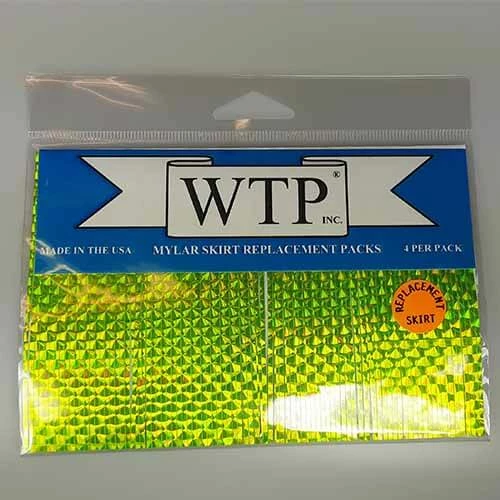 WTP®
INC.
MADE IN THE USA MYLAR SKIRT REPLACEMENT PACKS 4 PER PACK
REPLACEMENT
SKIRT